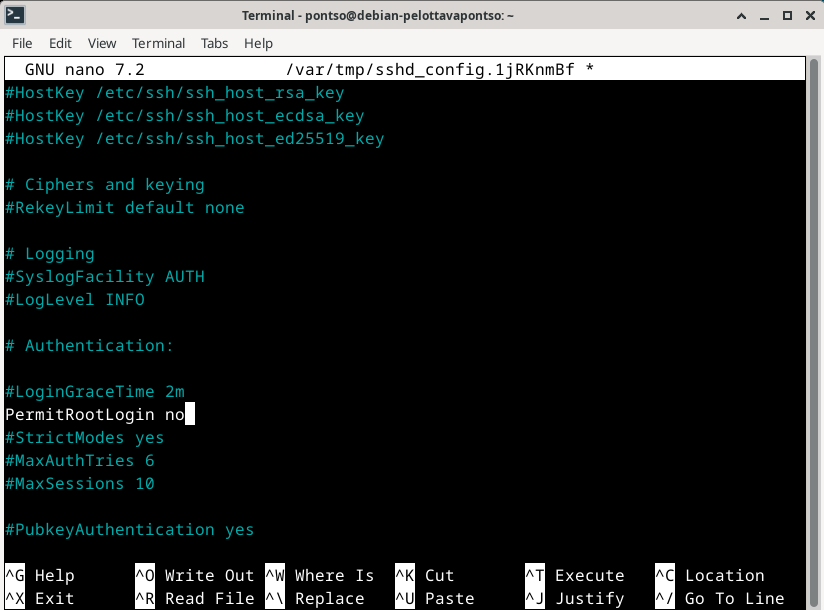 Terminal - pontso@debian-pelottavapontso: ~
File Edit View Terminal Tabs Help
GNU nano 7.2 /var/tmp/sshd_config.1jRKnmBf *
#HostKey /etc/ssh/ssh_host_rsa_key
#HostKey /etc/ssh/ssh_host_ecdsa_key
#HostKey /etc/ssh/ssh_host_ed25519_key
# Ciphers and keying
#RekeyLimit default none
# Logging
#SyslogFacility AUTH
#LogLevel INFO
# Authentication:
#LoginGraceTime 2m
PermitRootLogin no
#StrictModes yes
#MaxAuthTries 6
#MaxSessions 10
#PubkeyAuthentication yes
^G Help ^O Write Out ^W Where Is ^K Cut ^T Execute ^C Location
^X Exit ^R Read File ^\ Replace ^U Paste ^J Justify ^/ Go To Line